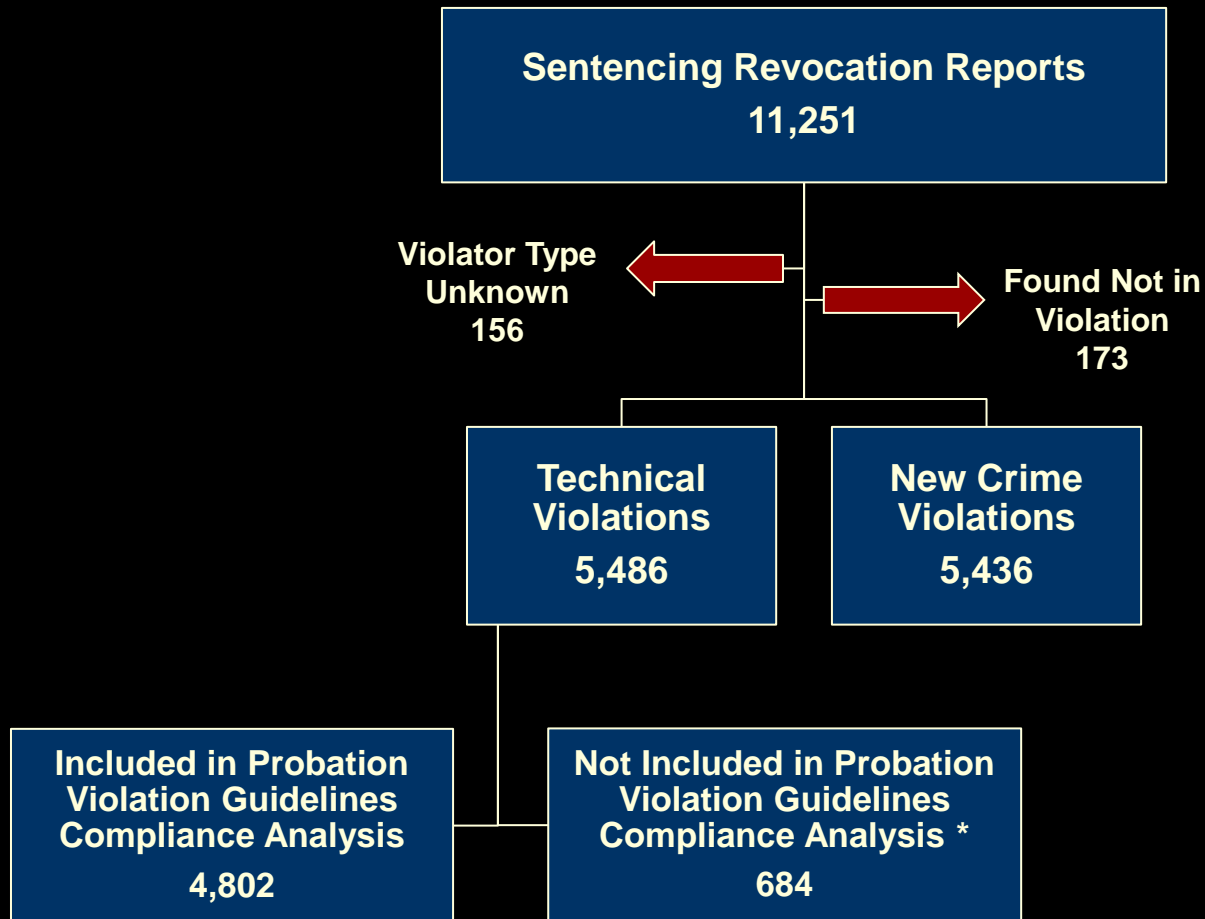 Sentencing Revocation Reports
11,251
Violator Type
Unknown
156
Found Not in
Violation
173
Technical
Violations
5,486
New Crime
Violations
5,436
Included in Probation
Violation Guidelines
Compliance Analysis
4,802
Not Included in Probation
Violation Guidelines
Compliance Analysis *
684